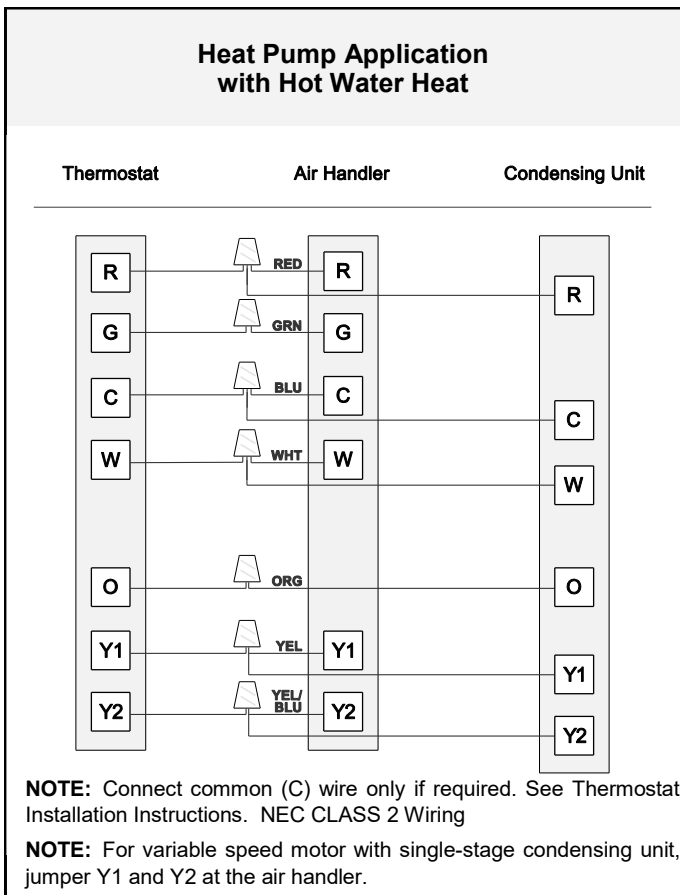 Heat Pump Application
with Hot Water Heat
Thermostat Air Handler Condensing Unit
R RED R
R
G GRN G
C BLU C
C
W WHT W
W
O ORG O
Y1 YEL Y1
Y1
Y2 YEL/
BLU Y2
Y2
NOTE: Connect common (C) wire only if required. See Thermostat
Installation Instructions. NEC CLASS 2 Wiring
NOTE: For variable speed motor with single-stage condensing unit,
jumper Y1 and Y2 at the air handler.